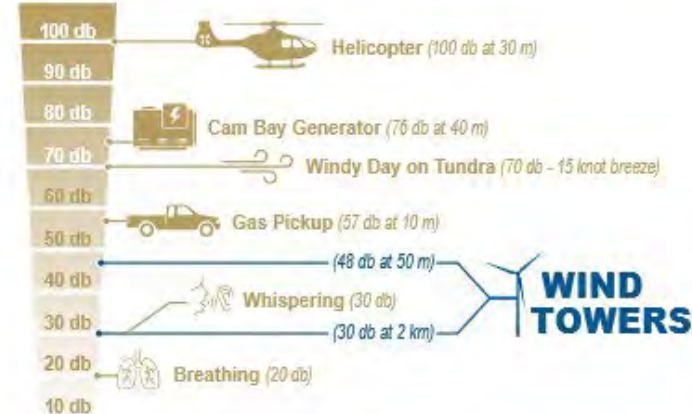 100 db
Helicopter (100 db at 30 m)
90 db
80 db
Cam Bay Generator (76 db at 40 m)
70 db
Windy Day on Tundra (70 db - 15 knot breeze)
60 db
Gas Pickup (57 db at 10 m)
50 db
(48 db at 50 m)
40 db
WIND
TOWERS
Whispering (30 db)
30 db
(30 db at 2 km)
20 db
Breathing (20 db)
10 db